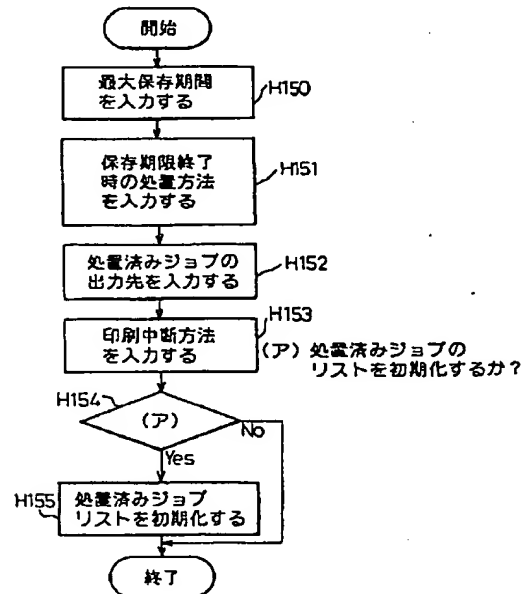 開始
最大保存期間
を入力する
H150
保存期限終了
時の処置方法
を入力する
H151
処置済みジョブの
出力先を入力する
H152
印刷中断方法
を入力する
H153
(ア) 処置済みジョブの
リストを初期化するか?
H154
(ア)
No
Yes
H155
処置済みジョブ
リストを初期化する
終了